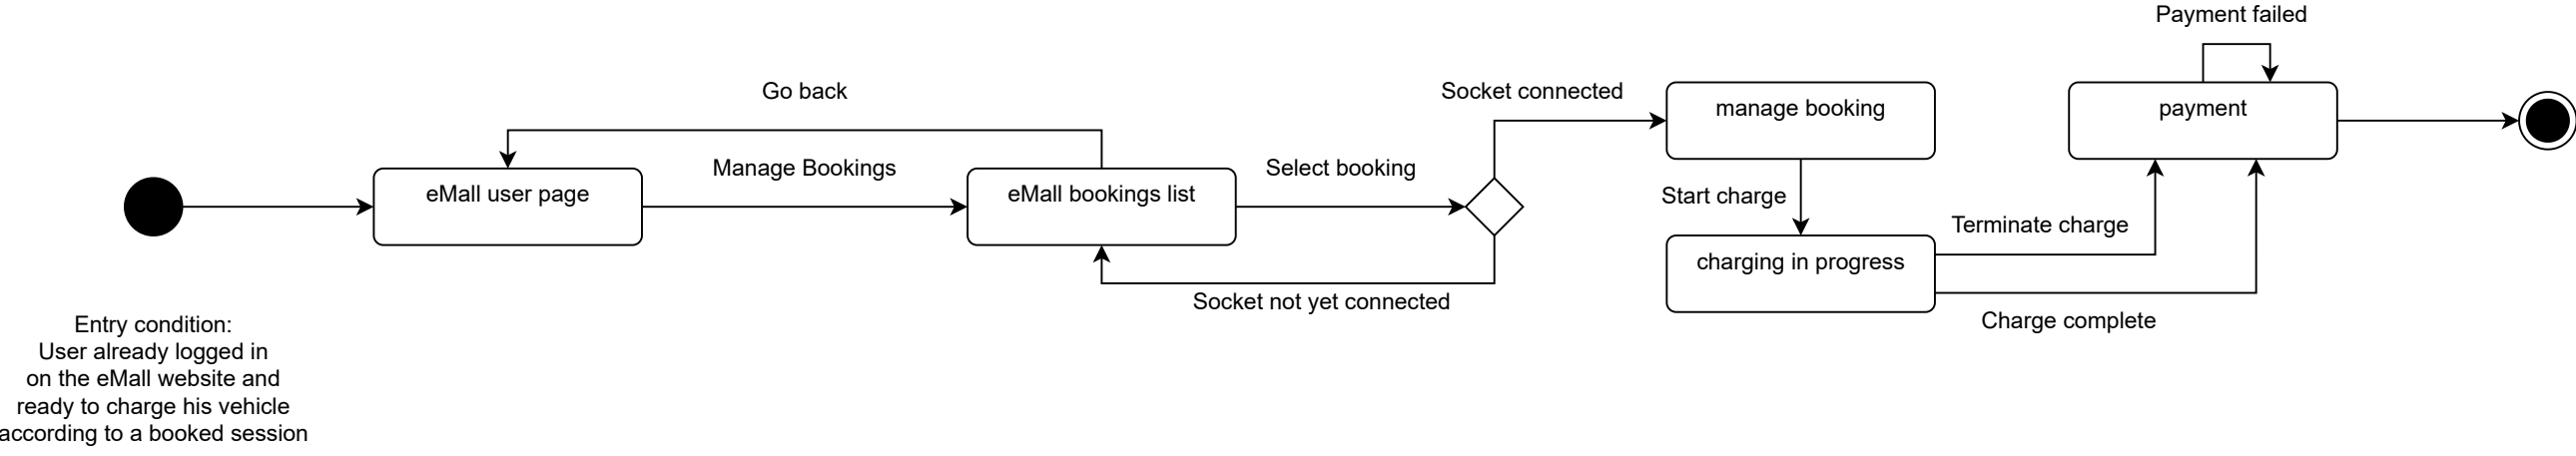 Payment failed
Go back
Socket connected
manage booking
payment
Manage Bookings
Select booking
eMall user page
eMall bookings list
Start charge
Terminate charge
charging in progress
Socket not yet connected
Charge complete
Entry condition:
User already logged in
on the eMall website and
ready to charge his vehicle
according to a booked session